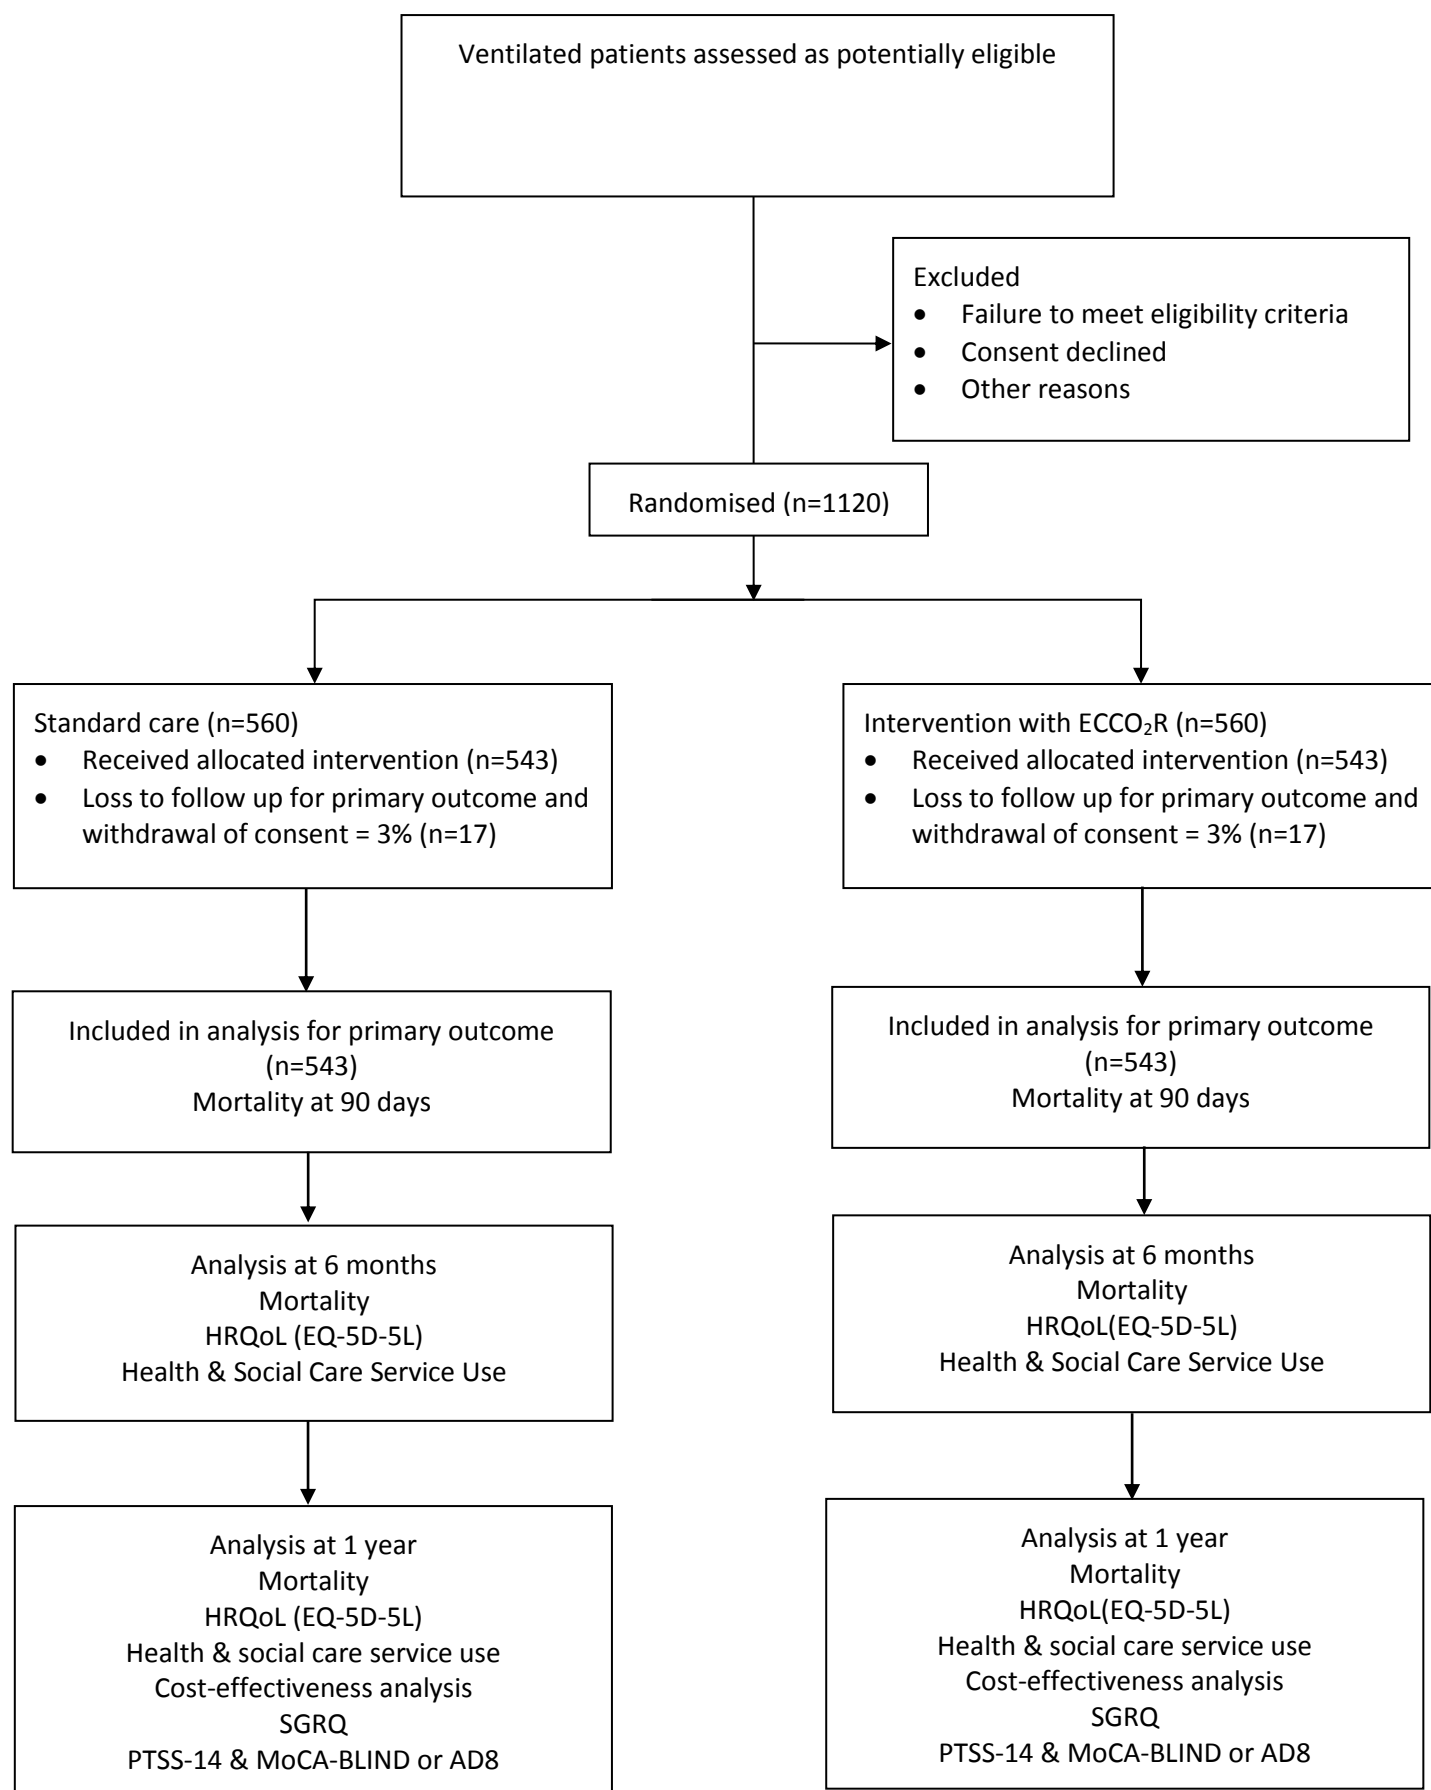 Ventilated patients assessed as potentially eligible
Excluded
• Failure to meet eligibility criteria
• Consent declined
• Other reasons
Randomised (n=1120)
Standard care (n=560)
• Received allocated intervention (n=543)
• Loss to follow up for primary outcome and
withdrawal of consent = 3% (n=17)
Intervention with ECCO₂R (n=560)
• Received allocated intervention (n=543)
• Loss to follow up for primary outcome and
withdrawal of consent = 3% (n=17)
Included in analysis for primary outcome
(n=543)
Mortality at 90 days
Included in analysis for primary outcome
(n=543)
Mortality at 90 days
Analysis at 6 months
Mortality
HRQoL (EQ-5D-5L)
Health & Social Care Service Use
Analysis at 6 months
Mortality
HRQoL(EQ-5D-5L)
Health & Social Care Service Use
Analysis at 1 year
Mortality
HRQoL (EQ-5D-5L)
Health & social care service use
Cost-effectiveness analysis
SGRQ
PTSS-14 & MoCA-BLIND or AD8
Analysis at 1 year
Mortality
HRQoL(EQ-5D-5L)
Health & social care service use
Cost-effectiveness analysis
SGRQ
PTSS-14 & MoCA-BLIND or AD8